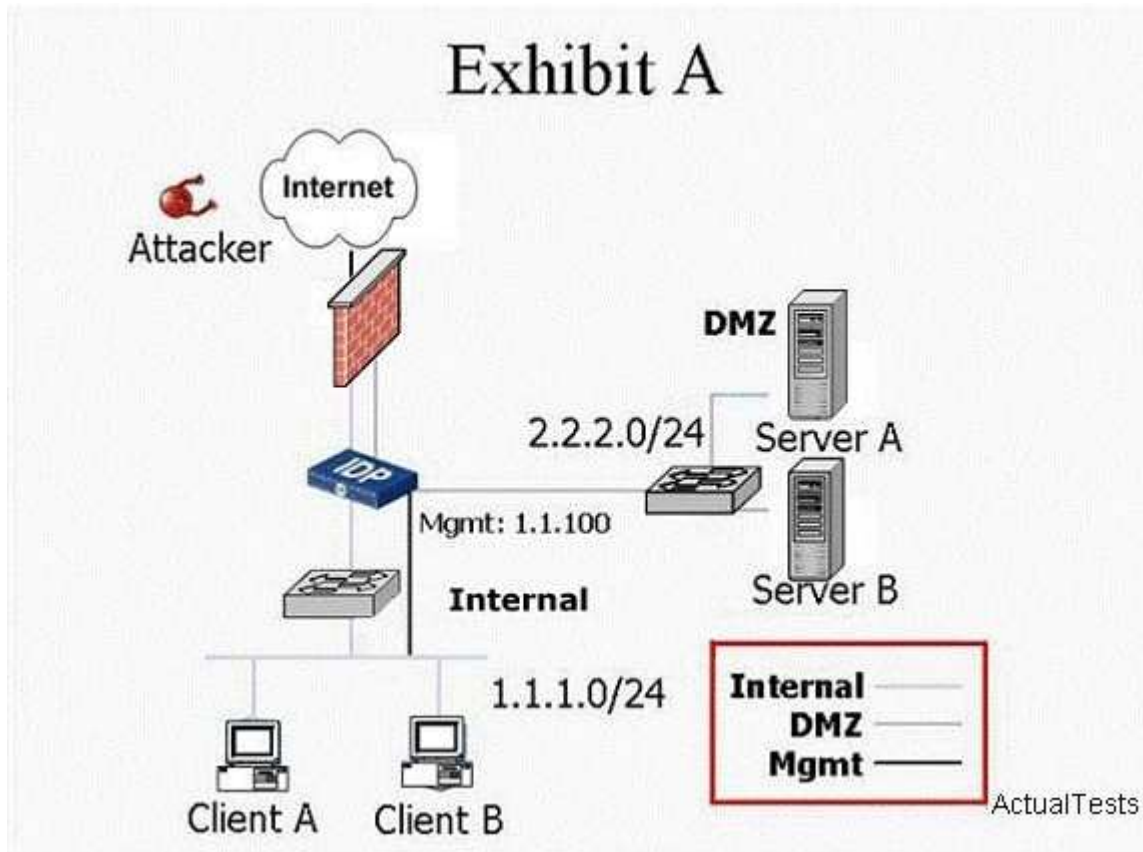 Exhibit A
Internet
Attacker
DMZ
2.2.2.0/24
Server A
IDP
Mgmt: 1.1.100
Server B
Internal
1.1.1.0/24
Client A
Client B
Internal
DMZ
Mgmt
ActualTests